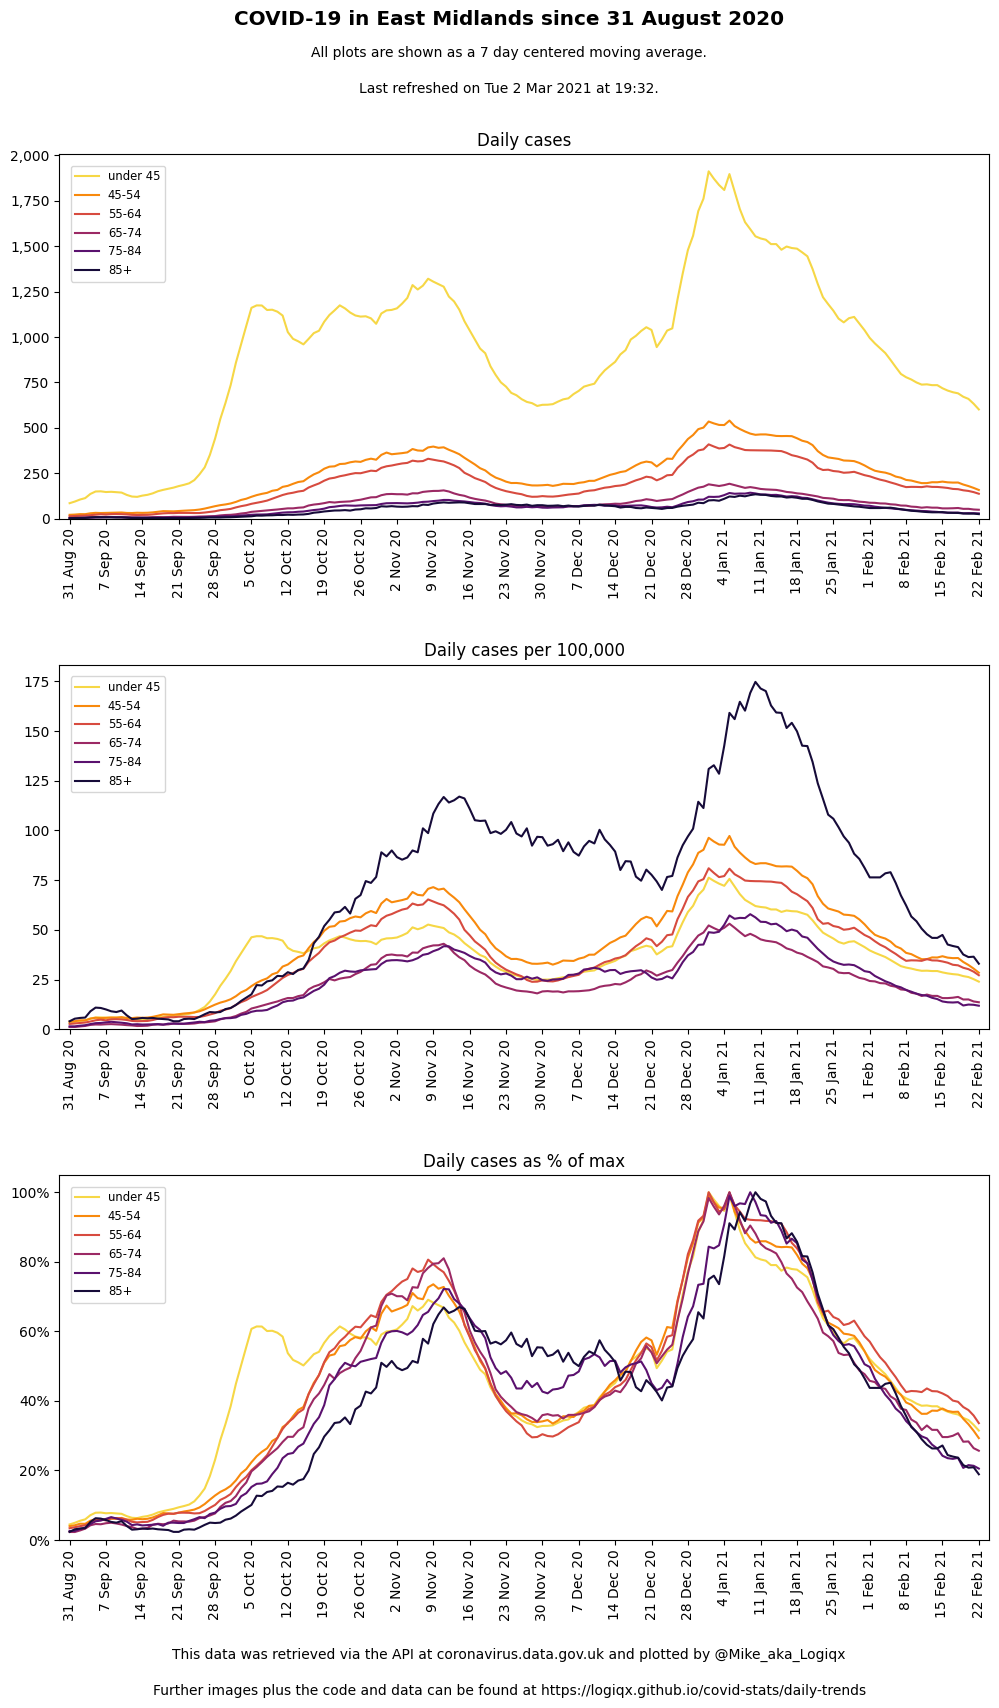 COVID-19 in East Midlands since 31 August 2020
All plots are shown as a 7 day centered moving average.
Last refreshed on Tue 2 Mar 2021 at 19:32.
Daily cases
2,000
1,750
1,500
1,250
1,000
750
500
250
0
under 45
45-54
55-64
65-74
75-84
85+
31 Aug 20
7 Sep 20
14 Sep 20
21 Sep 20
28 Sep 20
5 Oct 20
12 Oct 20
19 Oct 20
26 Oct 20
2 Nov 20
9 Nov 20
16 Nov 20
23 Nov 20
30 Nov 20
7 Dec 20
14 Dec 20
21 Dec 20
28 Dec 20
4 Jan 21
11 Jan 21
18 Jan 21
25 Jan 21
1 Feb 21
8 Feb 21
15 Feb 21
22 Feb 21
Daily cases per 100,000
175
150
125
100
75
50
25
0
under 45
45-54
55-64
65-74
75-84
85+
31 Aug 20
7 Sep 20
14 Sep 20
21 Sep 20
28 Sep 20
5 Oct 20
12 Oct 20
19 Oct 20
26 Oct 20
2 Nov 20
9 Nov 20
16 Nov 20
23 Nov 20
30 Nov 20
7 Dec 20
14 Dec 20
21 Dec 20
28 Dec 20
4 Jan 21
11 Jan 21
18 Jan 21
25 Jan 21
1 Feb 21
8 Feb 21
15 Feb 21
22 Feb 21
Daily cases as % of max
100%
80%
60%
40%
20%
0%
under 45
45-54
55-64
65-74
75-84
85+
31 Aug 20
7 Sep 20
14 Sep 20
21 Sep 20
28 Sep 20
5 Oct 20
12 Oct 20
19 Oct 20
26 Oct 20
2 Nov 20
9 Nov 20
16 Nov 20
23 Nov 20
30 Nov 20
7 Dec 20
14 Dec 20
21 Dec 20
28 Dec 20
4 Jan 21
11 Jan 21
18 Jan 21
25 Jan 21
1 Feb 21
8 Feb 21
15 Feb 21
22 Feb 21
This data was retrieved via the API at coronavirus.data.gov.uk and plotted by @Mike_aka_Logiqx
Further images plus the code and data can be found at https://logiqx.github.io/covid-stats/daily-trends